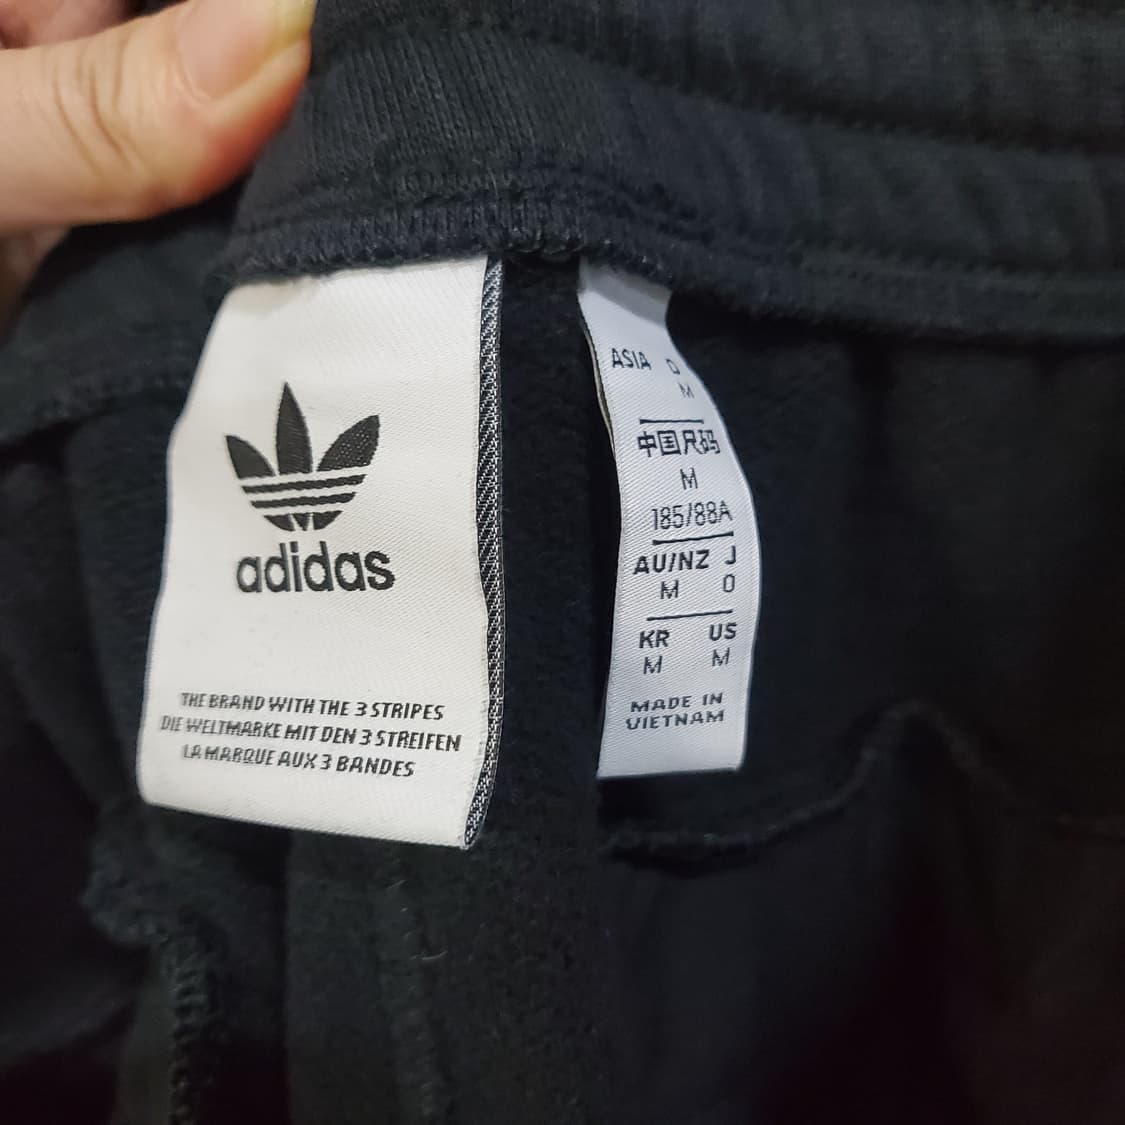 adidas
THE BRAND WITH THE 3 STRIPES
DIE WELTMARKE MIT DEN 3 STREIFEN
LA MARQUE AUX 3 BANDES
ASIA D
M
中国尺码
M
185/88A
AU/NZ J
M O
KR US
M M
MADE IN
VIETNAM